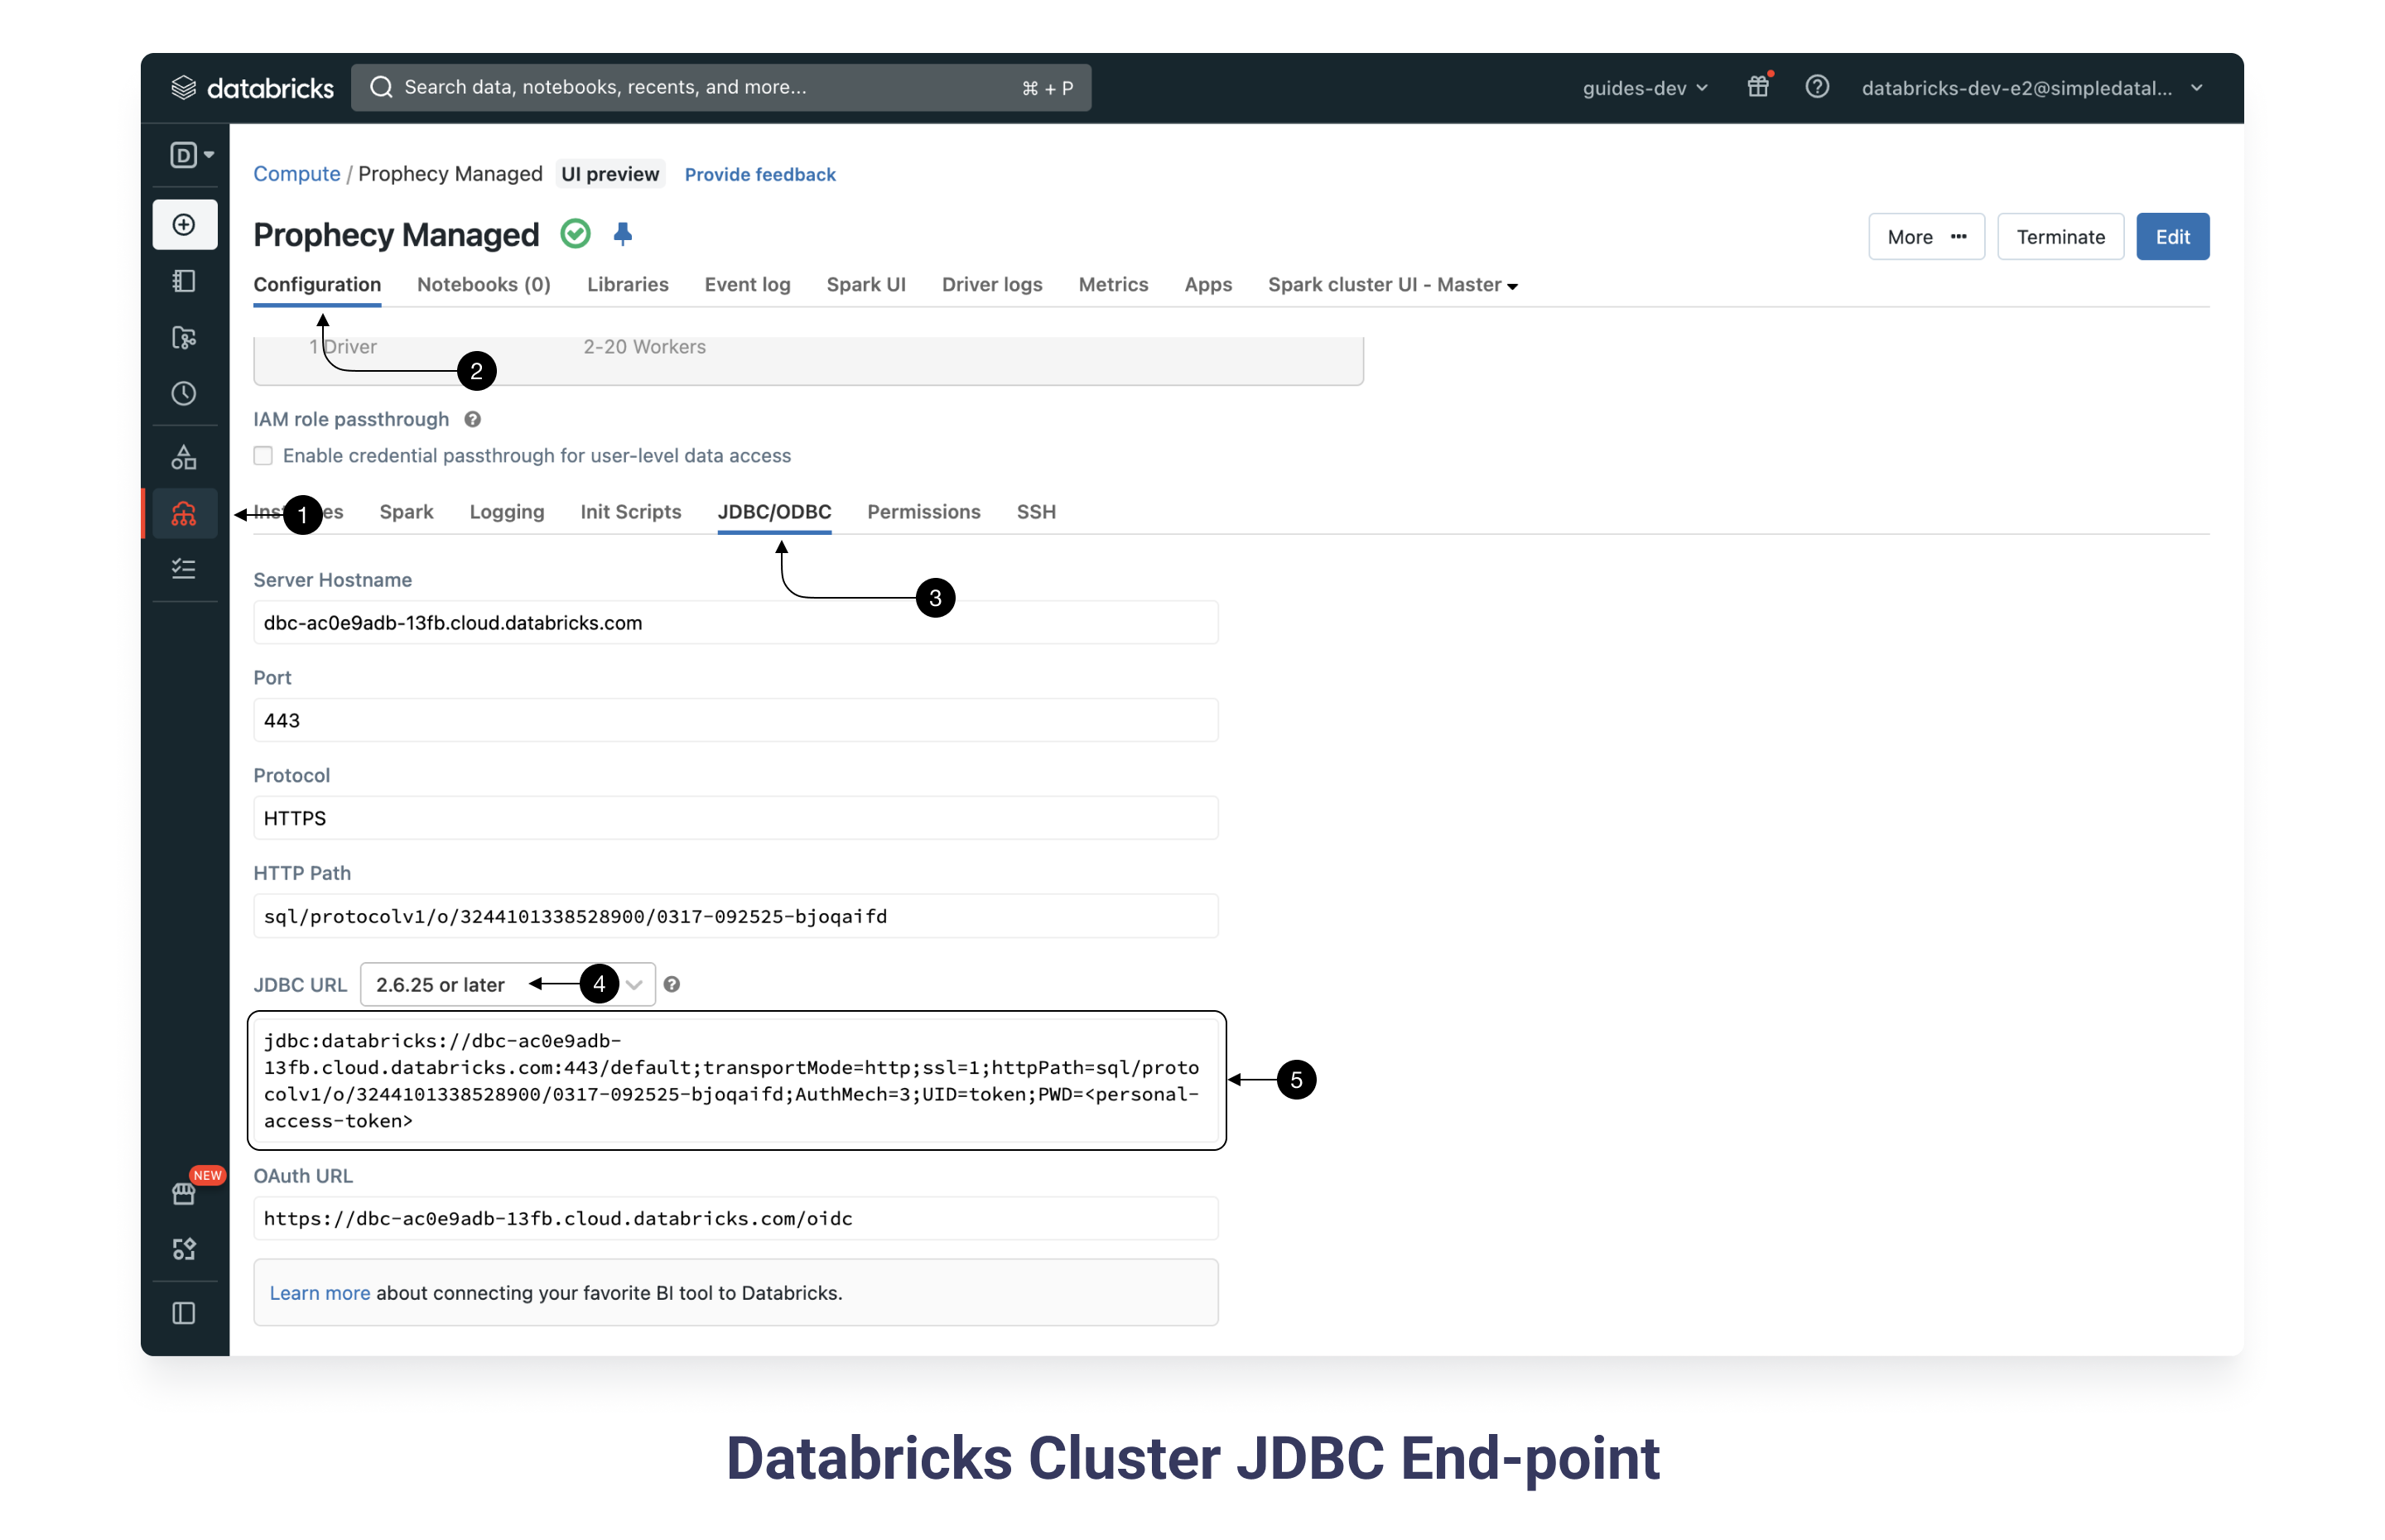 databricks
Search data, notebooks, recents, and more...
⌘ + P
guides-dev
databricks-dev-e2@simpledatal...
D
Compute / Prophecy Managed UI preview Provide feedback
Prophecy Managed
More ...
Terminate
Edit
Configuration Notebooks (0) Libraries Event log Spark UI Driver logs Metrics Apps Spark cluster UI - Master
1 Driver 2-20 Workers
2
IAM role passthrough ?
Enable credential passthrough for user-level data access
1
Spark Logging Init Scripts JDBC/ODBC Permissions SSH
3
Server Hostname
dbc-ac0e9adb-13fb.cloud.databricks.com
Port
443
Protocol
HTTPS
HTTP Path
sql/protocolv1/o/3244101338528900/0317-092525-bjoqaifd
JDBC URL 2.6.25 or later 4 ?
jdbc:databricks://dbc-ac0e9adb-
13fb.cloud.databricks.com:443/default;transportMode=http;ssl=1;httpPath=sql/proto
colv1/o/3244101338528900/0317-092525-bjoqaifd;AuthMech=3;UID=token;PWD=<personal-
access-token>
5
NEW
OAuth URL
https://dbc-ac0e9adb-13fb.cloud.databricks.com/oidc
Learn more about connecting your favorite BI tool to Databricks.
Databricks Cluster JDBC End-point